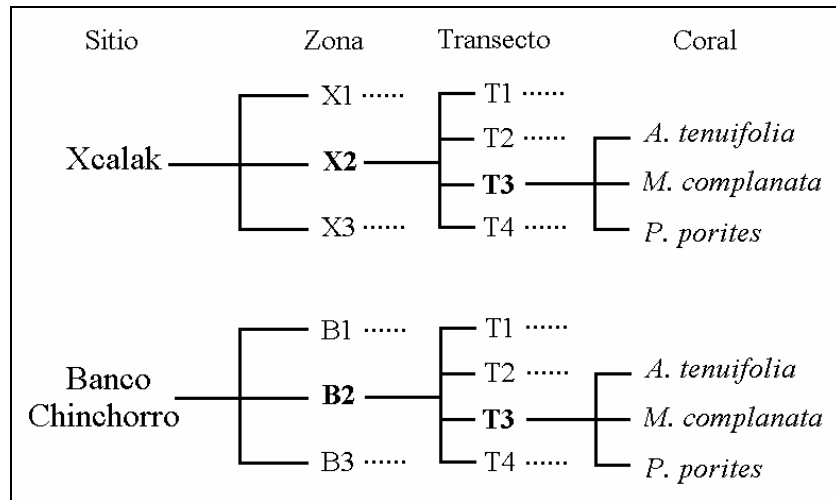 Sitio Zona Transecto Coral
X1 ...... T1 ......
T2 ...... A. tenuifolia
Xcalak X2 T3 M. complanata
X3 ...... T4 ...... P. porites
B1 ...... T1 ......
T2 ...... A. tenuifolia
Banco
Chinchorro B2 T3 M. complanata
B3 ...... T4 ...... P. porites